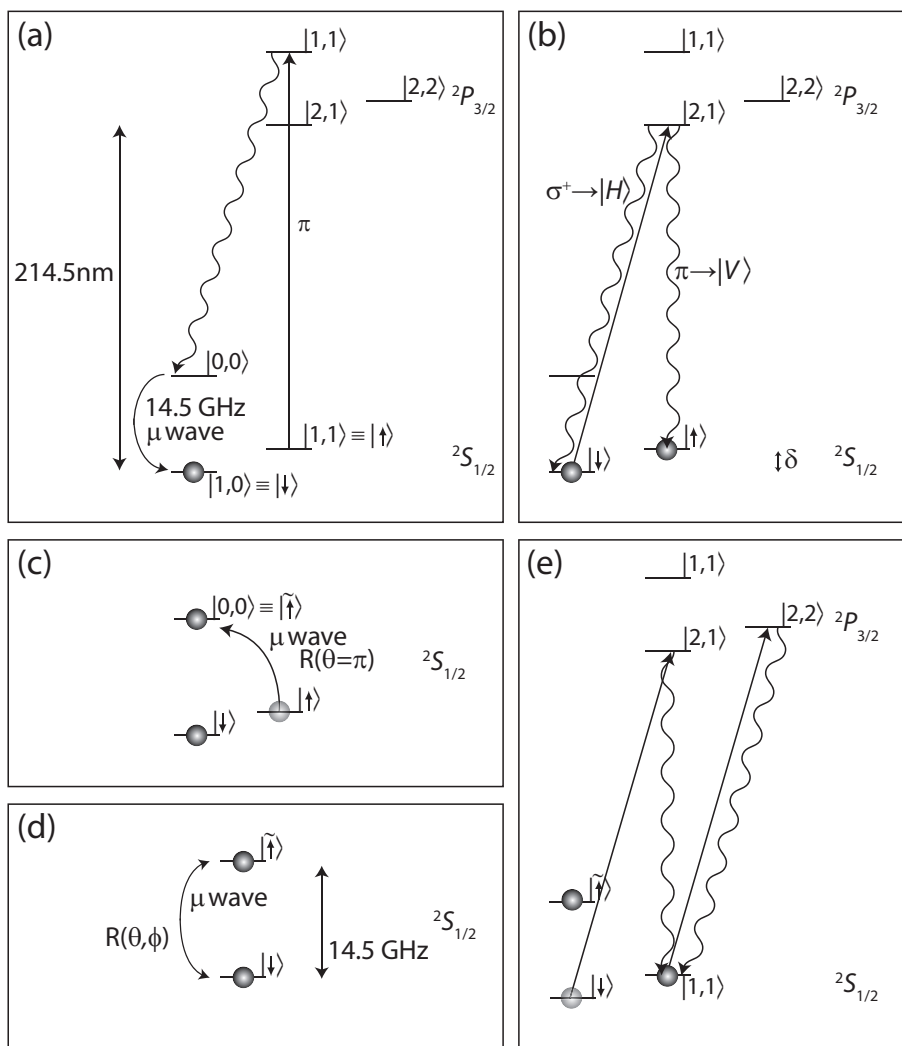 (a)
|1,1⟩
|2,2⟩ ²P₃/₂
|2,1⟩
π
214.5nm
|0,0⟩
14.5 GHz
μ wave
|1,1⟩ ≡ |↑⟩
²S₁/₂
|1,0⟩ ≡ |↓⟩
(b)
|1,1⟩
|2,2⟩ ²P₃/₂
|2,1⟩
σ⁺→|H⟩
π→|V⟩
|↑⟩
|↓⟩
δ ²S₁/₂
(c)
|0,0⟩ ≡ |↑̃⟩
μ wave
R(θ=π)
²S₁/₂
|↑⟩
|↓⟩
(d)
|↑̃⟩
μ wave
R(θ,ϕ)
²S₁/₂
14.5 GHz
|↓⟩
(e)
|1,1⟩
|2,2⟩ ²P₃/₂
|2,1⟩
|↑̃⟩
|↓⟩
|1,1⟩
²S₁/₂